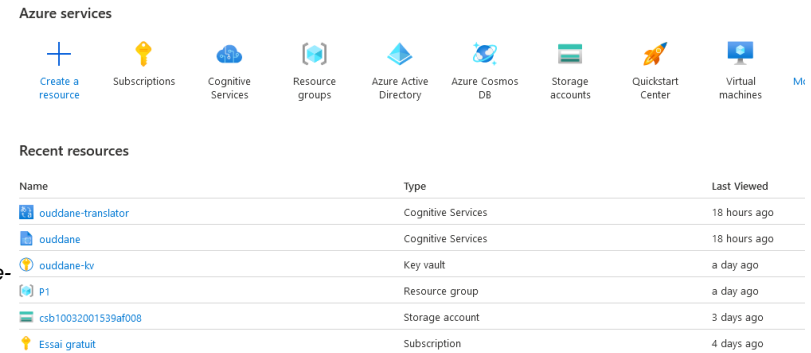 Azure services
Create a resource
Subscriptions
Cognitive Services
Resource groups
Azure Active Directory
Azure Cosmos DB
Storage accounts
Quickstart Center
Virtual machines
Recent resources
Name Type Last Viewed
ouddane-translator Cognitive Services 18 hours ago
ouddane Cognitive Services 18 hours ago
ouddane-kv Key vault a day ago
P1 Resource group a day ago
csb10032001539af008 Storage account 3 days ago
Essai gratuit Subscription 4 days ago